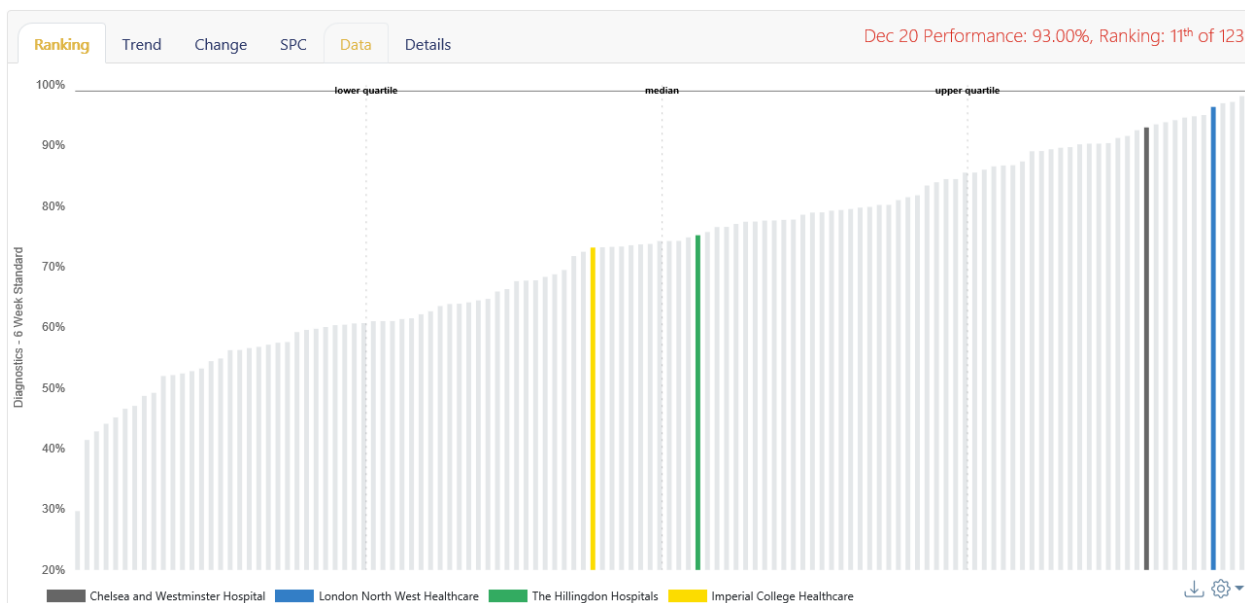 Ranking Trend Change SPC Data Details
Dec 20 Performance: 93.00%, Ranking: 11th of 123
100%
lower quartile median upper quartile
90%
80%
70%
60%
50%
40%
30%
20%
Diagnostics - 6 Week Standard
Chelsea and Westminster Hospital London North West Healthcare The Hillingdon Hospitals Imperial College Healthcare